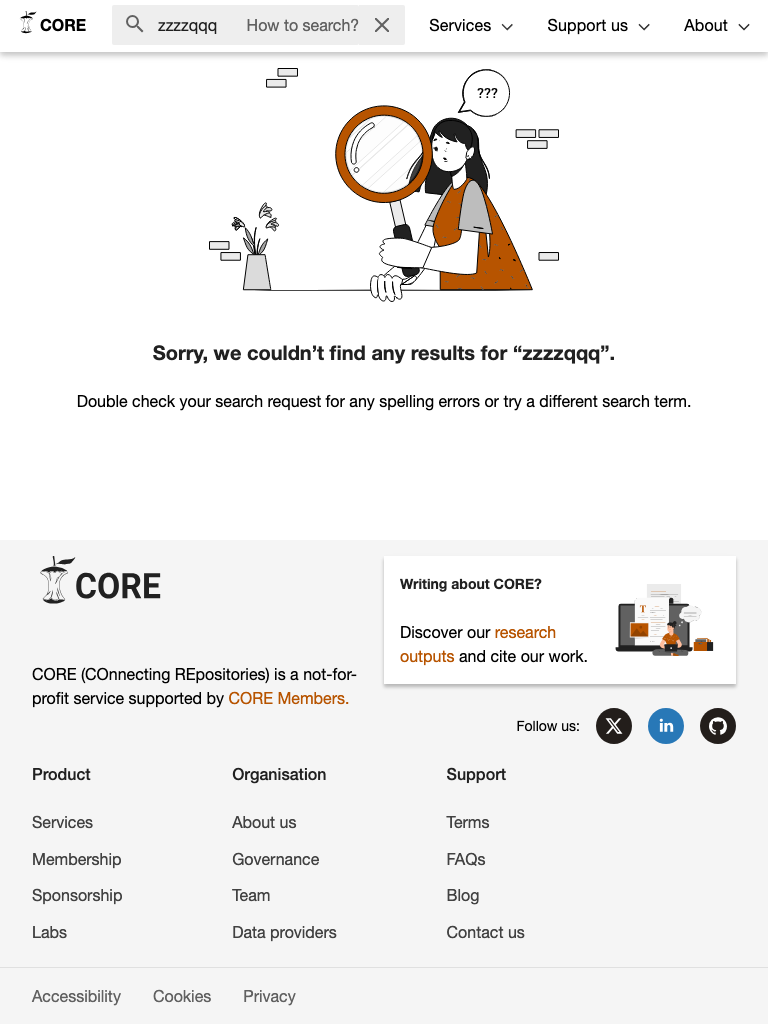 CORE
zzzzqqq How to search?
Services Support us About
???
Sorry, we couldn’t find any results for “zzzzqqq”.
Double check your search request for any spelling errors or try a different search term.
CORE
CORE (COnnecting REpositories) is a not-for-
profit service supported by CORE Members.
Writing about CORE?
Discover our research
outputs and cite our work.
T
Follow us:
in
Product
Services
Membership
Sponsorship
Labs
Organisation
About us
Governance
Team
Data providers
Support
Terms
FAQs
Blog
Contact us
Accessibility Cookies Privacy